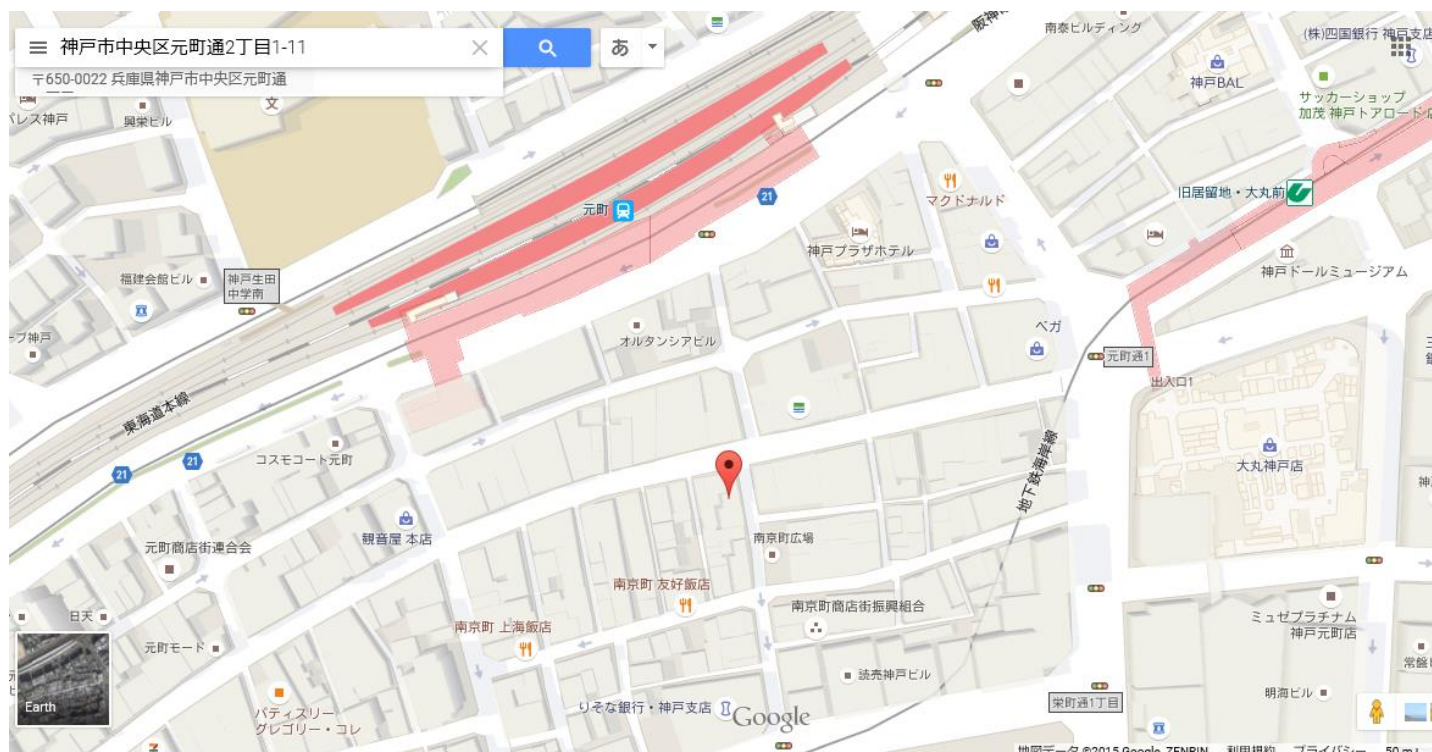 神戸市中央区元町通2丁目1-11
あ
〒650-0022 兵庫県神戸市中央区元町通
南泰ビルディング
(株)四国銀行 神戸支店
神戸BAL
サッカーショップ
加茂 神戸トアロード店
パレス神戸
興栄ビル
文
元町
21
マクドナルド
旧居留地・大丸前
神戸プラザホテル
神戸ドールミュージアム
福建会館ビル
神戸生田
中学南
オルタンシアビル
ベガ
元町通1
出入口1
東海道本線
コスモコート元町
21
21
地下鉄海岸線
大丸神戸店
観音屋 本店
元町商店街連合会
南京町広場
南京町 友好飯店
南京町商店街振興組合
日天
南京町 上海飯店
元町モード
ミュゼプラチナム
神戸元町店
読売神戸ビル
Earth
パティスリー
グレゴリー・コレ
りそな銀行・神戸支店
Google
栄町通1丁目
明海ビル
地図データ ©2015 Google, ZENRIN 利用規約 プライバシー 50 m